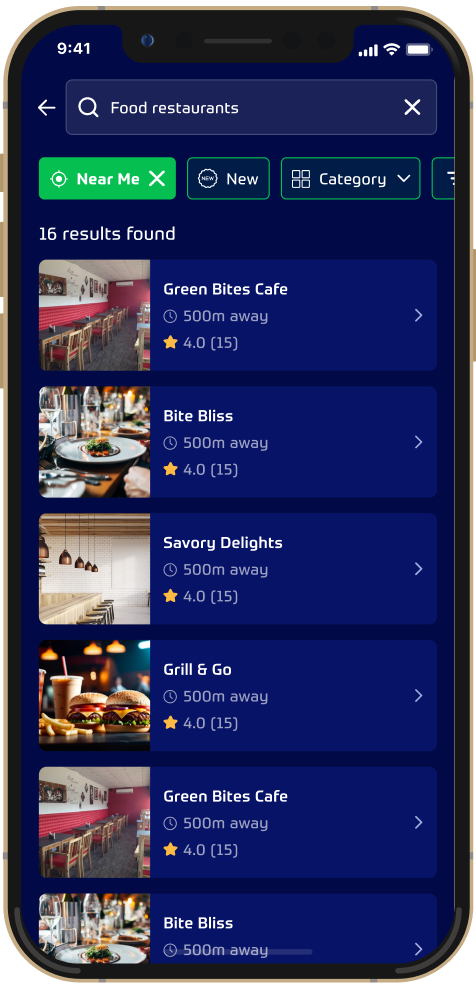 9:41
Food restaurants
Near Me
NEW New
Category
16 results found
Green Bites Cafe
500m away
4.0 (15)
Bite Bliss
500m away
4.0 (15)
Savory Delights
500m away
4.0 (15)
Grill & Go
500m away
4.0 (15)
Green Bites Cafe
500m away
4.0 (15)
Bite Bliss
500m away